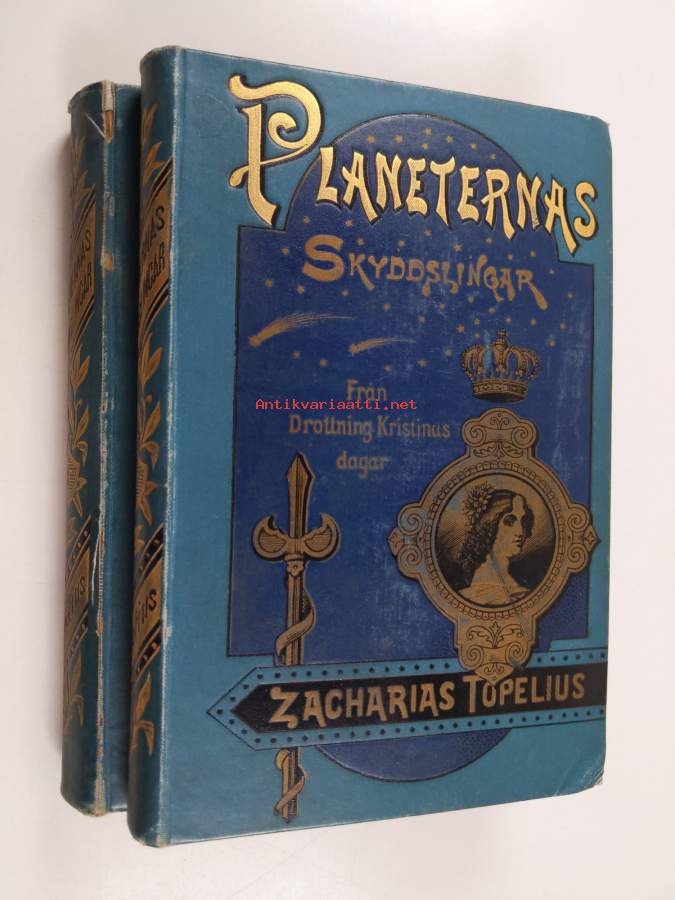 PLANETERNAS
SKYDDSLINGAR
Från
Antikvariaatti.net
Drottning Kristinas
dagar
ZACHARIAS TOPELIUS